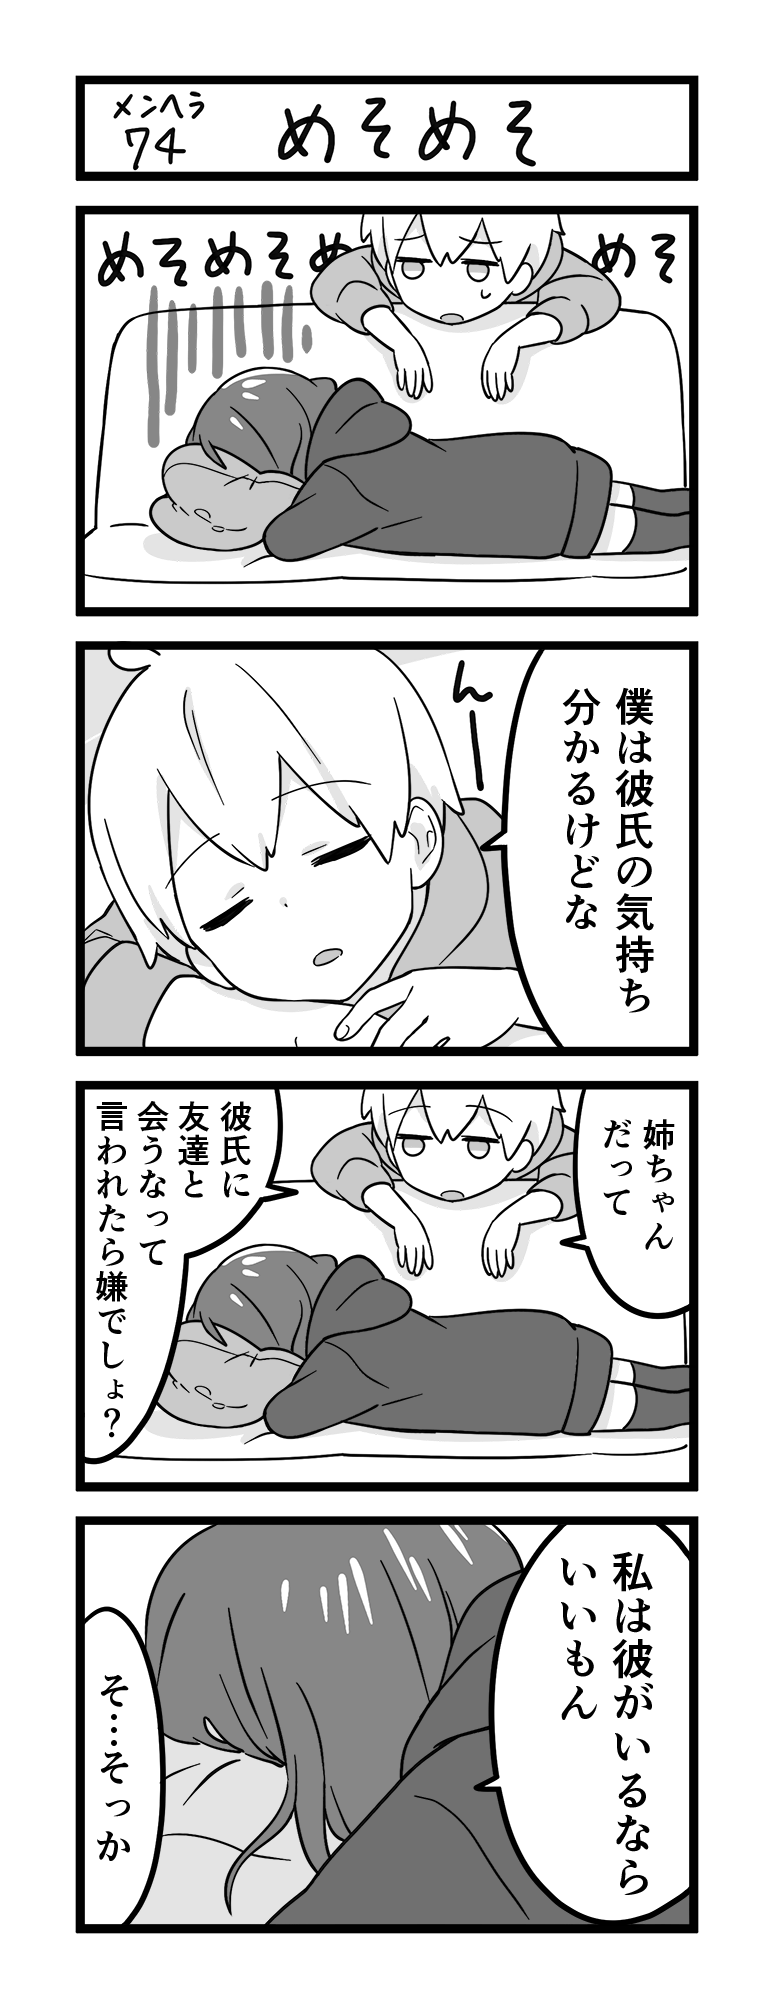 メンヘラ
74
めそめそ
めそめそめ
めそ
僕は彼氏の気持ち
分かるけどな
んー
姉ちゃん
だって
彼氏に
友達と
会うなって
言われたら嫌でしょ？
私は彼がいるなら
いいもん
そ…そっか